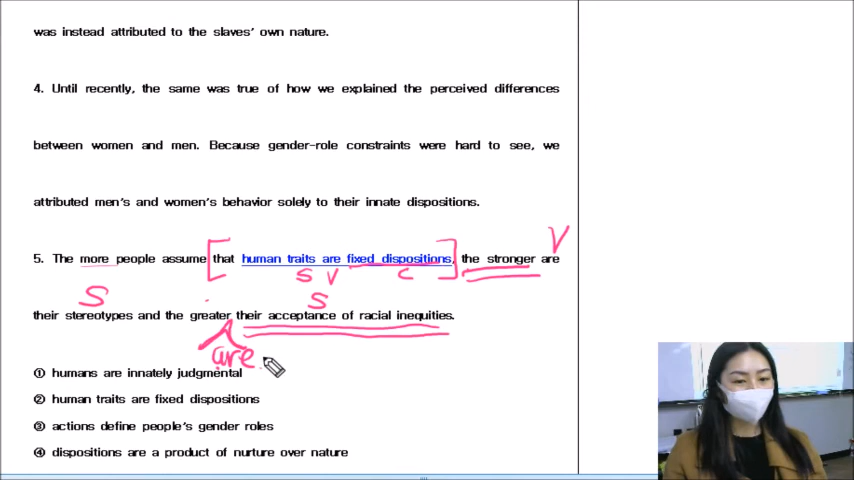 was instead attributed to the slaves' own nature.
4. Until recently, the same was true of how we explained the perceived differences
between women and men. Because gender-role constraints were hard to see, we
attributed men's and women's behavior solely to their innate dispositions.
V
5. The more people assume that human traits are fixed dispositions, the stronger are
S V C
S S
their stereotypes and the greater their acceptance of racial inequities.
are
① humans are innately judgmental
② human traits are fixed dispositions
③ actions define people's gender roles
④ dispositions are a product of nurture over nature